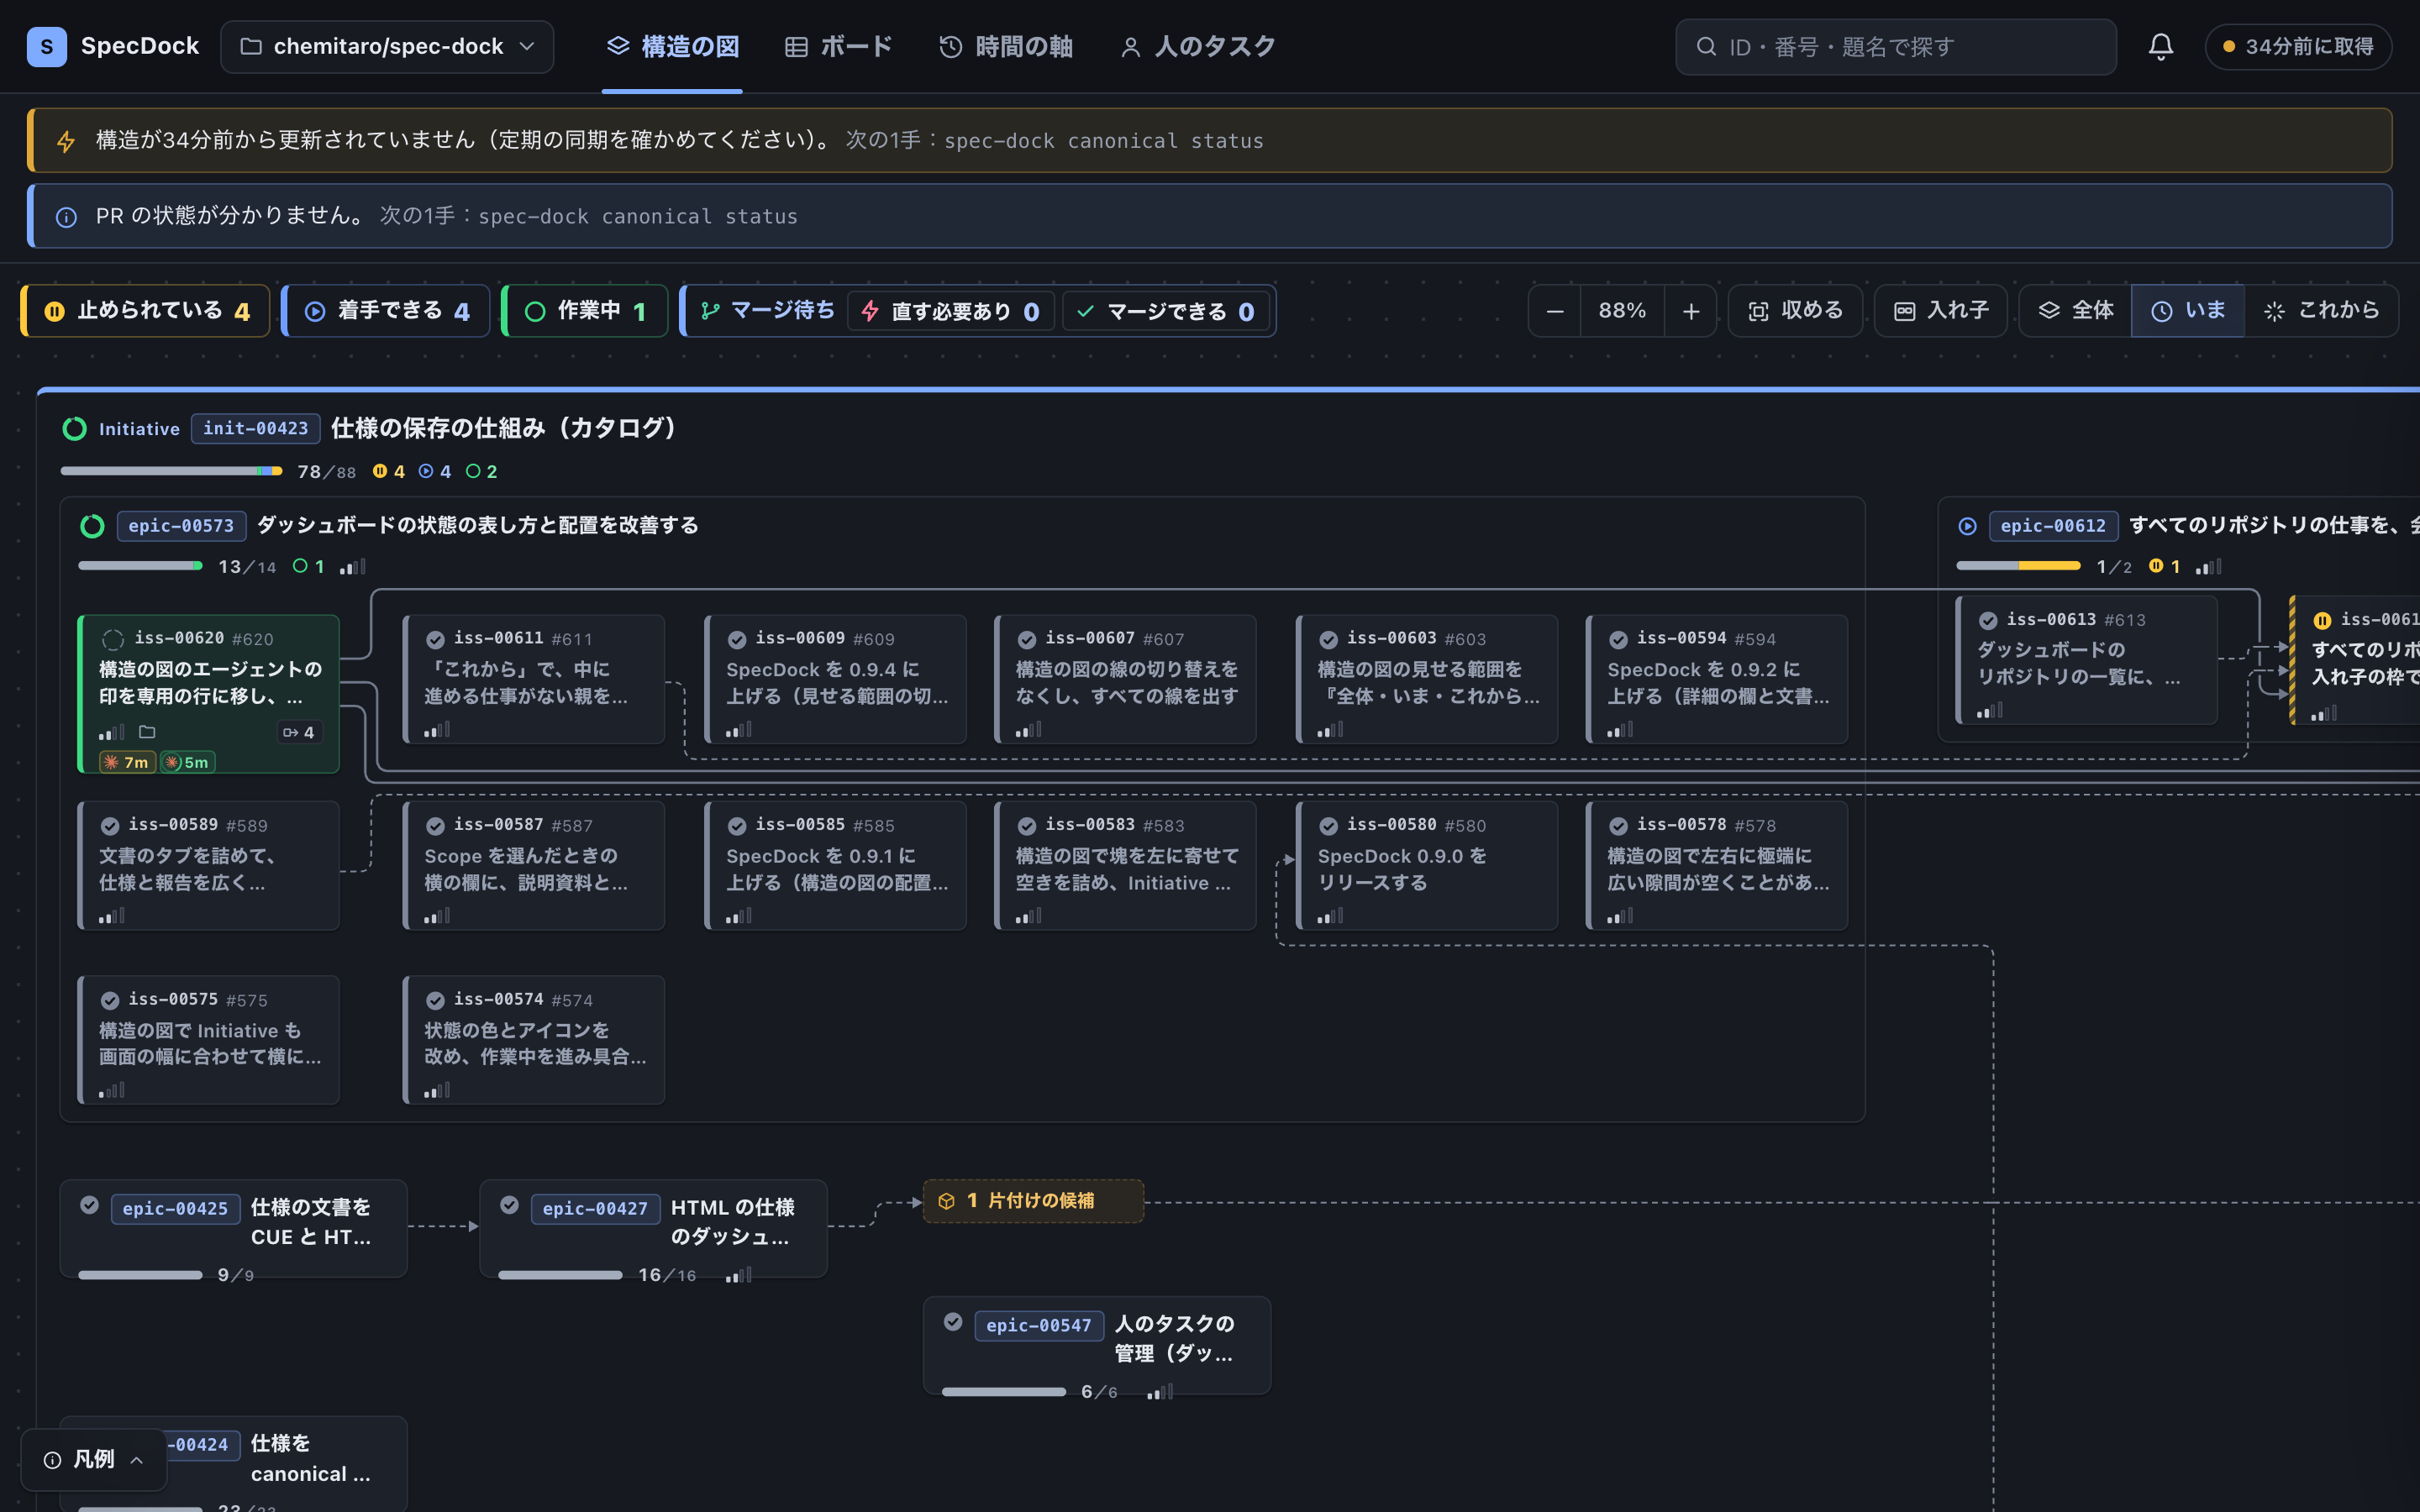 S SpecDock chemitaro/spec-dock 構造の図 ボード 時間の軸 人のタスク ID・番号・題名で探す 34分前に取得
構造が34分前から更新されていません（定期の同期を確かめてください）。 次の1手：spec-dock canonical status
PR の状態が分かりません。 次の1手：spec-dock canonical status
止められている 4 着手できる 4 作業中 1 マージ待ち 直す必要あり 0 マージできる 0 88% 収める 入れ子 全体 いま これから
Initiative init-00423 仕様の保存の仕組み（カタログ）
78/88 4 4 2
epic-00573 ダッシュボードの状態の表し方と配置を改善する
13/14 1
epic-00612 すべてのリポジトリの仕事を、
1/2 1
iss-00620 #620
構造の図のエージェントの
印を専用の行に移し、...
4
7m 5m
iss-00611 #611
「これから」で、中に
進める仕事がない親を...
iss-00609 #609
SpecDock を 0.9.4 に
上げる（見せる範囲の切...
iss-00607 #607
構造の図の線の切り替えを
なくし、すべての線を出す
iss-00603 #603
構造の図の見せる範囲を
『全体・いま・これから...
iss-00594 #594
SpecDock を 0.9.2 に
上げる（詳細の欄と文書...
iss-00613 #613
ダッシュボードの
リポジトリの一覧に、...
iss-0061
すべてのリポ
入れ子の枠で
iss-00589 #589
文書のタブを詰めて、
仕様と報告を広く...
iss-00587 #587
Scope を選んだときの
横の欄に、説明資料と...
iss-00585 #585
SpecDock を 0.9.1 に
上げる（構造の図の配置...
iss-00583 #583
構造の図で塊を左に寄せて
空きを詰め、Initiative ...
iss-00580 #580
SpecDock 0.9.0 を
リリースする
iss-00578 #578
構造の図で左右に極端に
広い隙間が空くことがあ...
iss-00575 #575
構造の図で Initiative も
画面の幅に合わせて横に...
iss-00574 #574
状態の色とアイコンを
改め、作業中を進み具合...
epic-00425 仕様の文書を
CUE と HT...
9/9
epic-00427 HTML の仕様
のダッシュ...
16/16
1 片付けの候補
epic-00547 人のタスクの
管理（ダッ...
6/6
-00424 仕様を
canonical ...
凡例